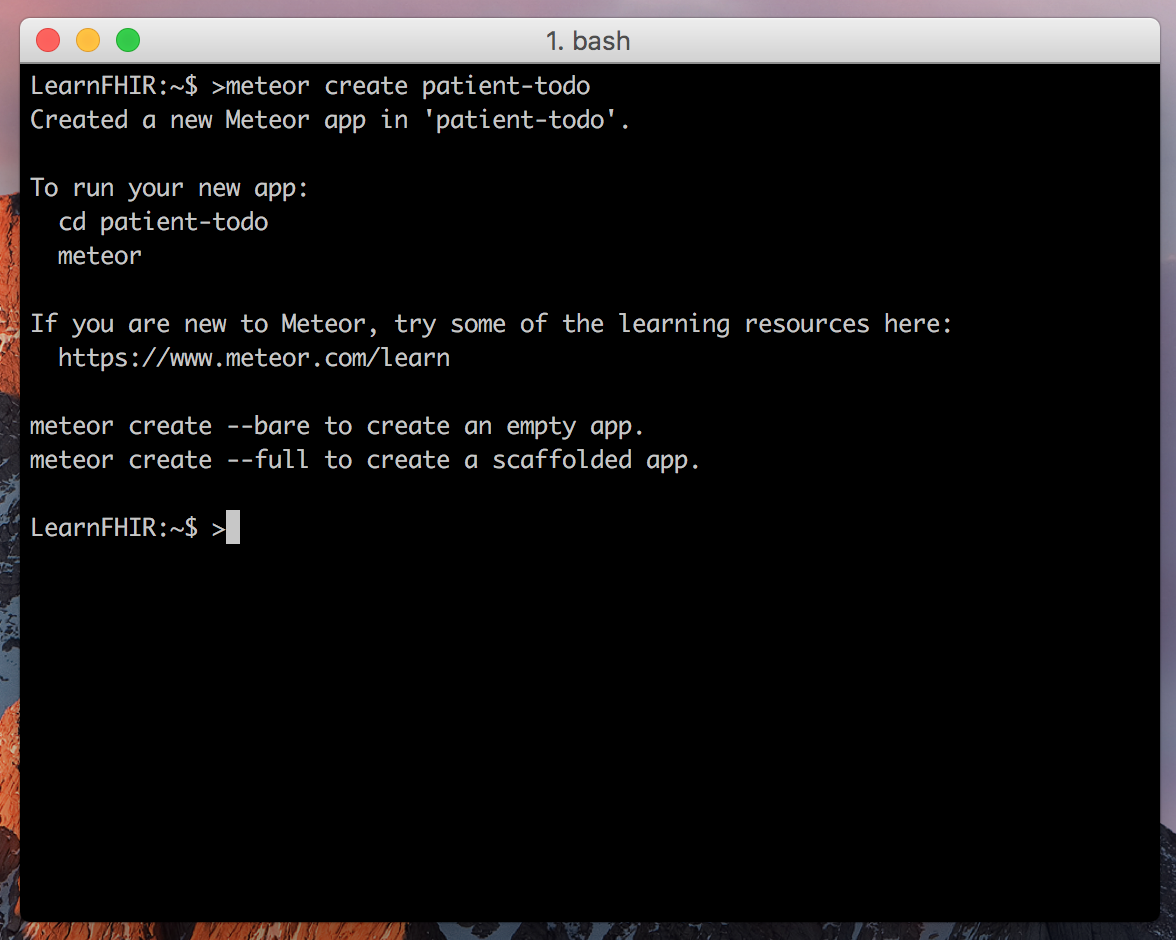 1. bash
LearnFHIR:~$ >meteor create patient-todo
Created a new Meteor app in 'patient-todo'.
To run your new app:
cd patient-todo
meteor
If you are new to Meteor, try some of the learning resources here:
https://www.meteor.com/learn
meteor create --bare to create an empty app.
meteor create --full to create a scaffolded app.
LearnFHIR:~$ >